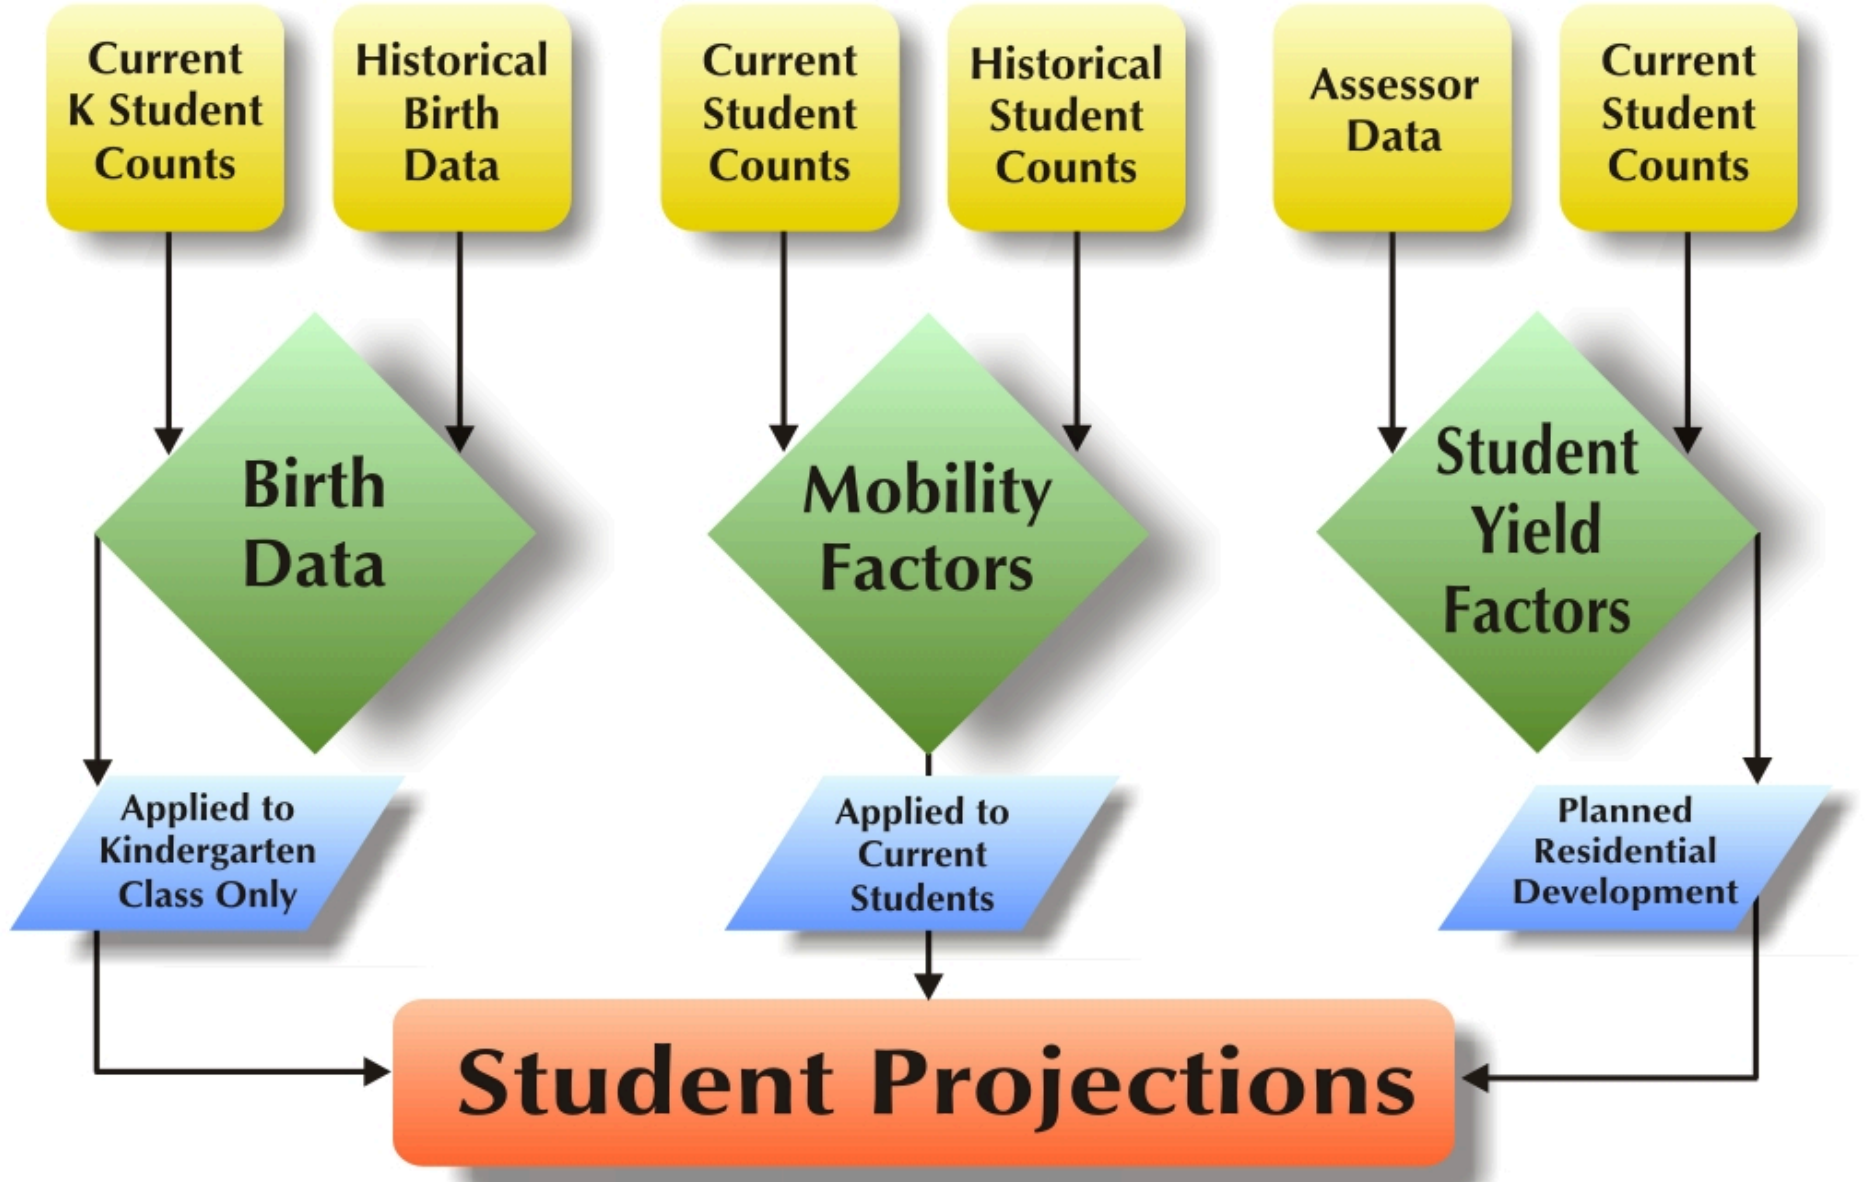 Current
K Student
Counts
Historical
Birth
Data
Current
Student
Counts
Historical
Student
Counts
Assessor
Data
Current
Student
Counts
Birth
Data
Mobility
Factors
Student
Yield
Factors
Applied to
Kindergarten
Class Only
Applied to
Current
Students
Planned
Residential
Development
Student Projections